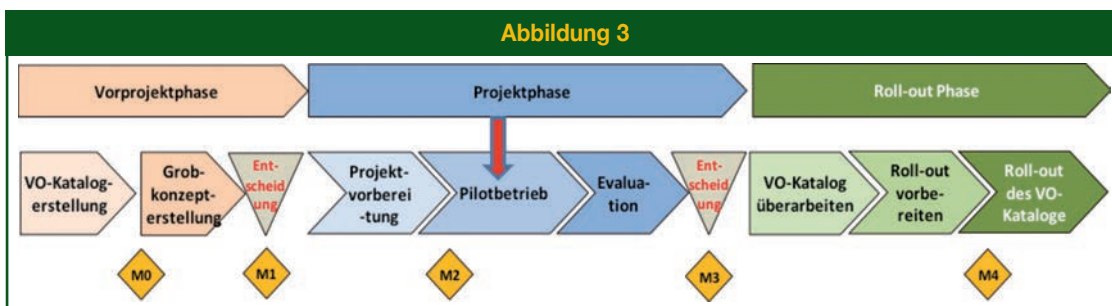 Abbildung 3
Vorprojektphase
Projektphase
Roll-out Phase
VO-Katalog-
erstellung
Grob-
konzept-
erstellung
Ent-
scheid
ung
Projekt-
vorberei
-tung
Pilotbetrieb
Evalua-
tion
Ent-
scheid
ung
VO-Katalog
überarbeiten
Roll-out
vorbe-
reiten
Roll-out
des VO-
Kataloge
M0
M1
M2
M3
M4